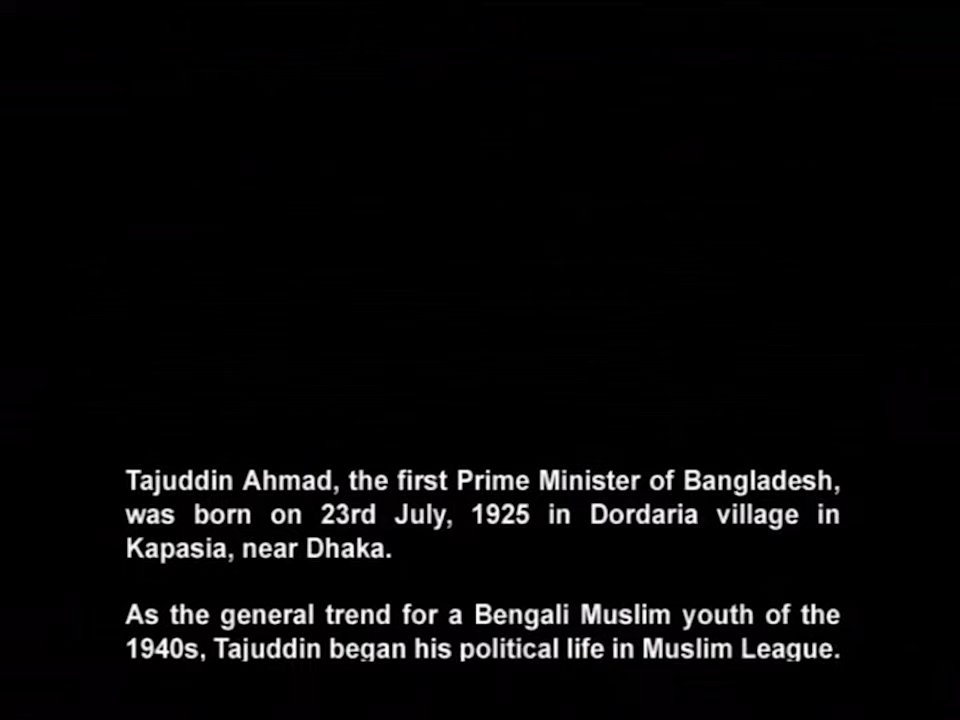 Tajuddin Ahmad, the first Prime Minister of Bangladesh,
was born on 23rd July, 1925 in Dordaria village in
Kapasia, near Dhaka.
As the general trend for a Bengali Muslim youth of the
1940s, Tajuddin began his political life in Muslim League.